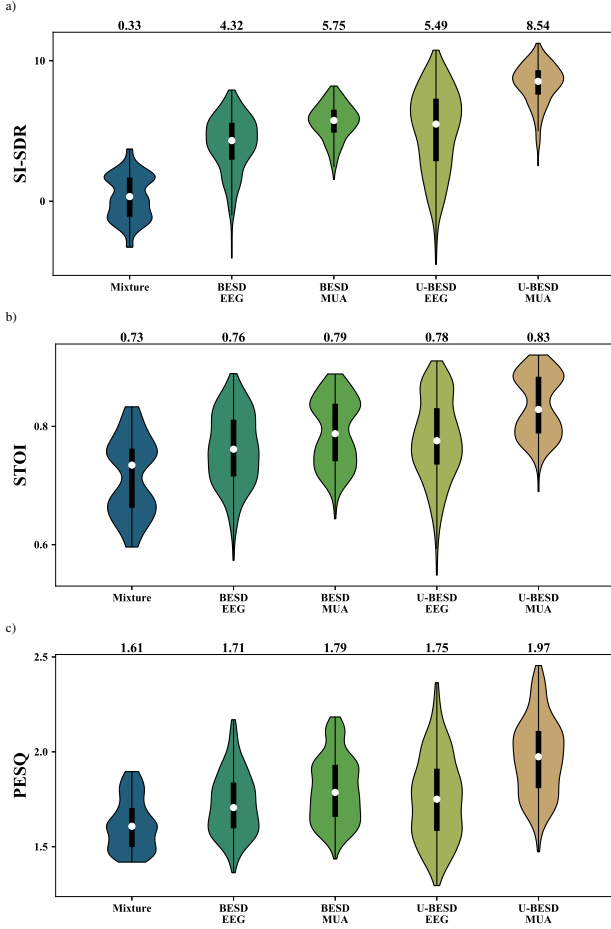 a)
0.33 4.32 5.75 5.49 8.54
10
0
SI-SDR
Mixture BESD EEG BESD MUA U-BESD EEG U-BESD MUA
b)
0.73 0.76 0.79 0.78 0.83
0.8
0.6
STOI
Mixture BESD EEG BESD MUA U-BESD EEG U-BESD MUA
c)
1.61 1.71 1.79 1.75 1.97
2.5
2.0
1.5
PESQ
Mixture BESD EEG BESD MUA U-BESD EEG U-BESD MUA